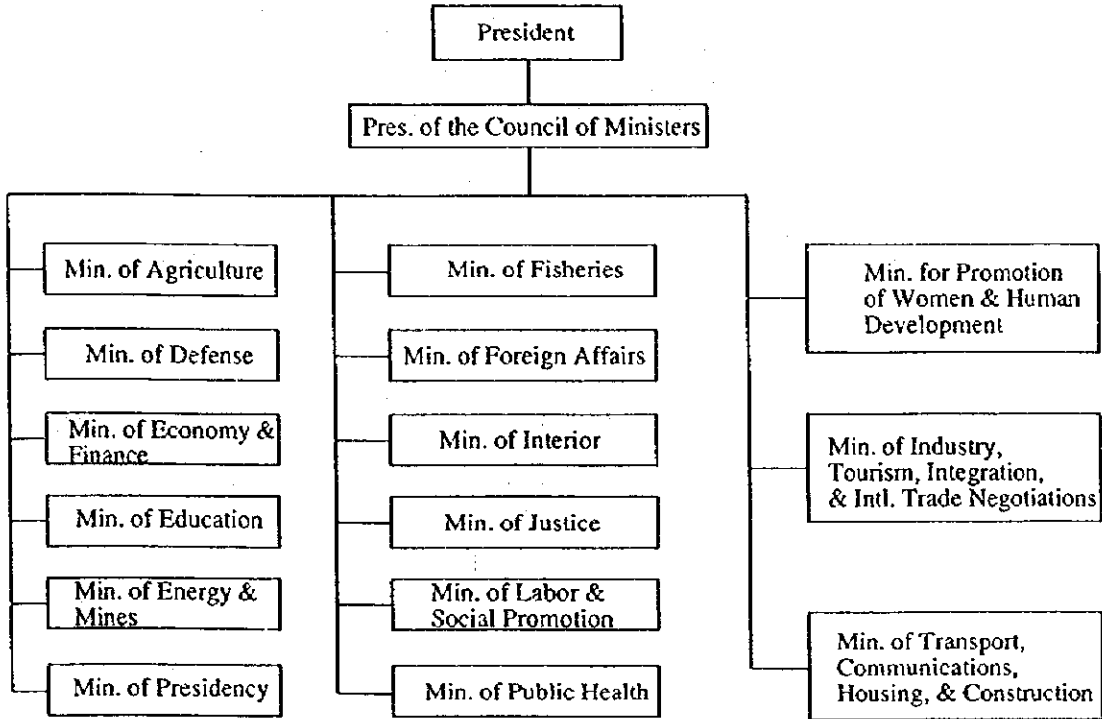 President
Pres. of the Council of Ministers
Min. of Agriculture
Min. of Defense
Min. of Economy &
Finance
Min. of Education
Min. of Energy &
Mines
Min. of Presidency
Min. of Fisheries
Min. of Foreign Affairs
Min. of Interior
Min. of Justice
Min. of Labor &
Social Promotion
Min. of Public Health
Min. for Promotion
of Women & Human
Development
Min. of Industry,
Tourism, Integration,
& Intl. Trade Negotiations
Min. of Transport,
Communications,
Housing, & Construction